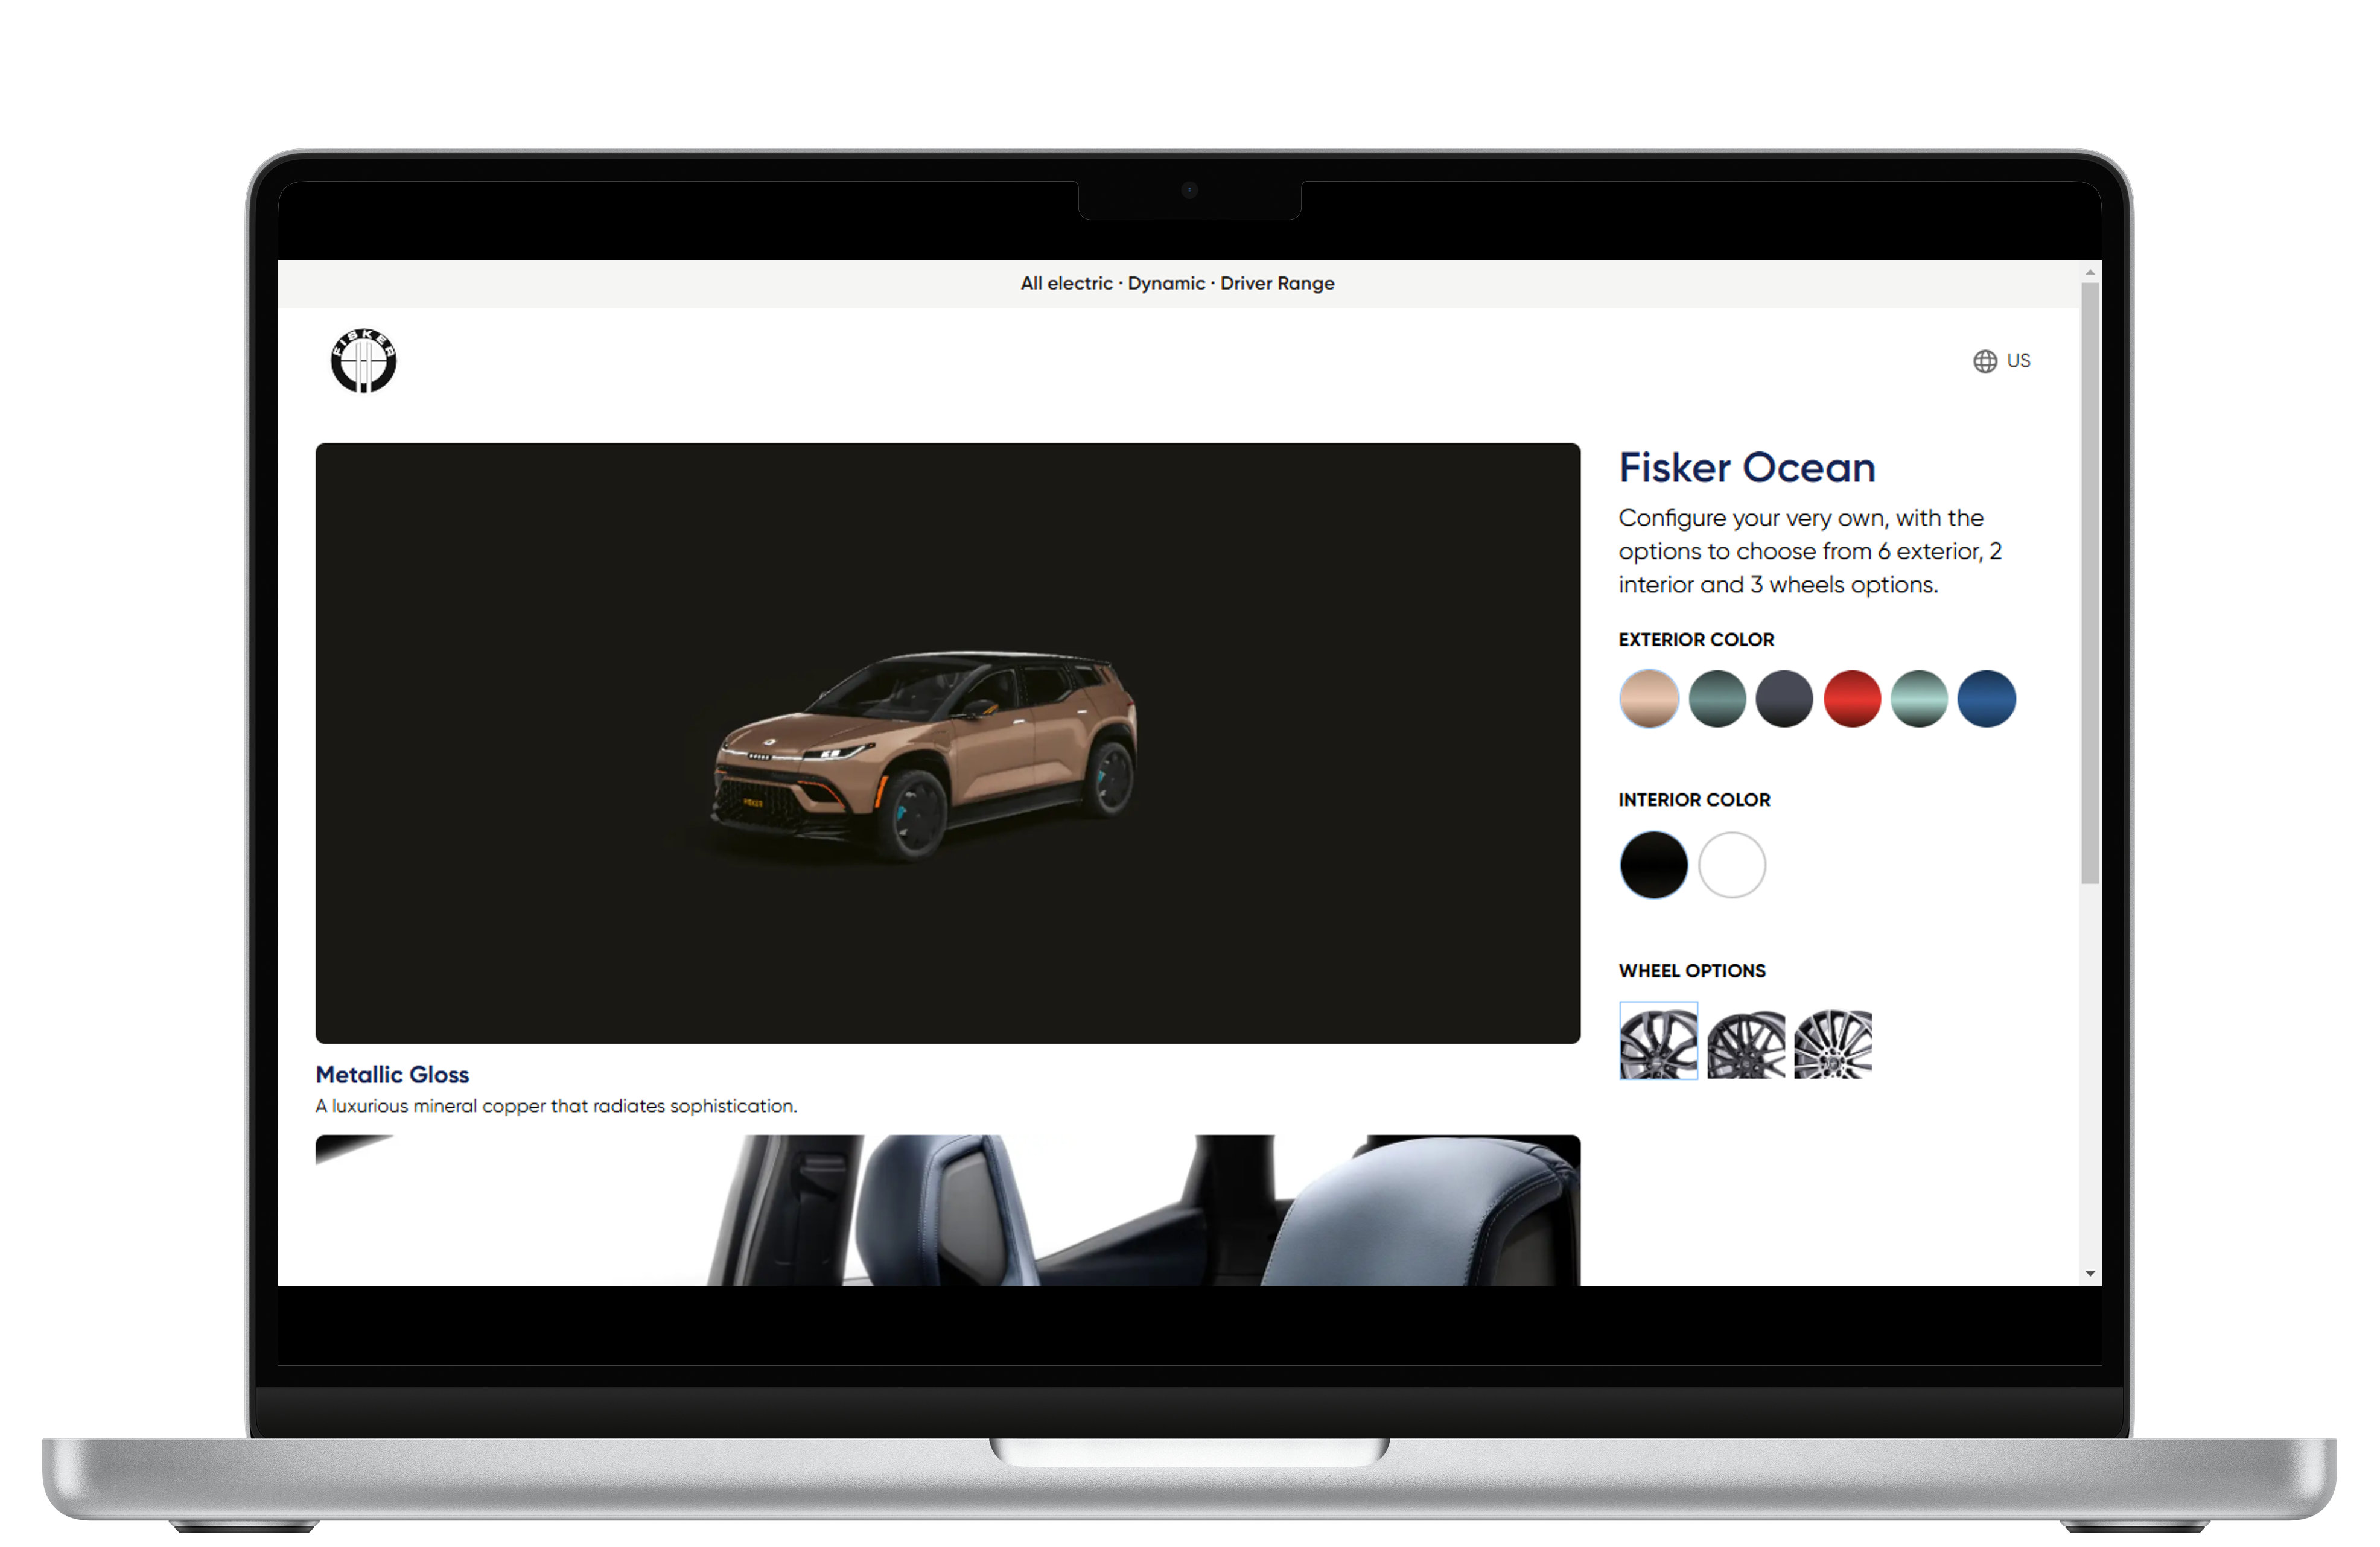 All electric · Dynamic · Driver Range
FISKER
US
Fisker Ocean
Configure your very own, with the
options to choose from 6 exterior, 2
interior and 3 wheels options.
EXTERIOR COLOR
INTERIOR COLOR
WHEEL OPTIONS
FISKER
Metallic Gloss
A luxurious mineral copper that radiates sophistication.